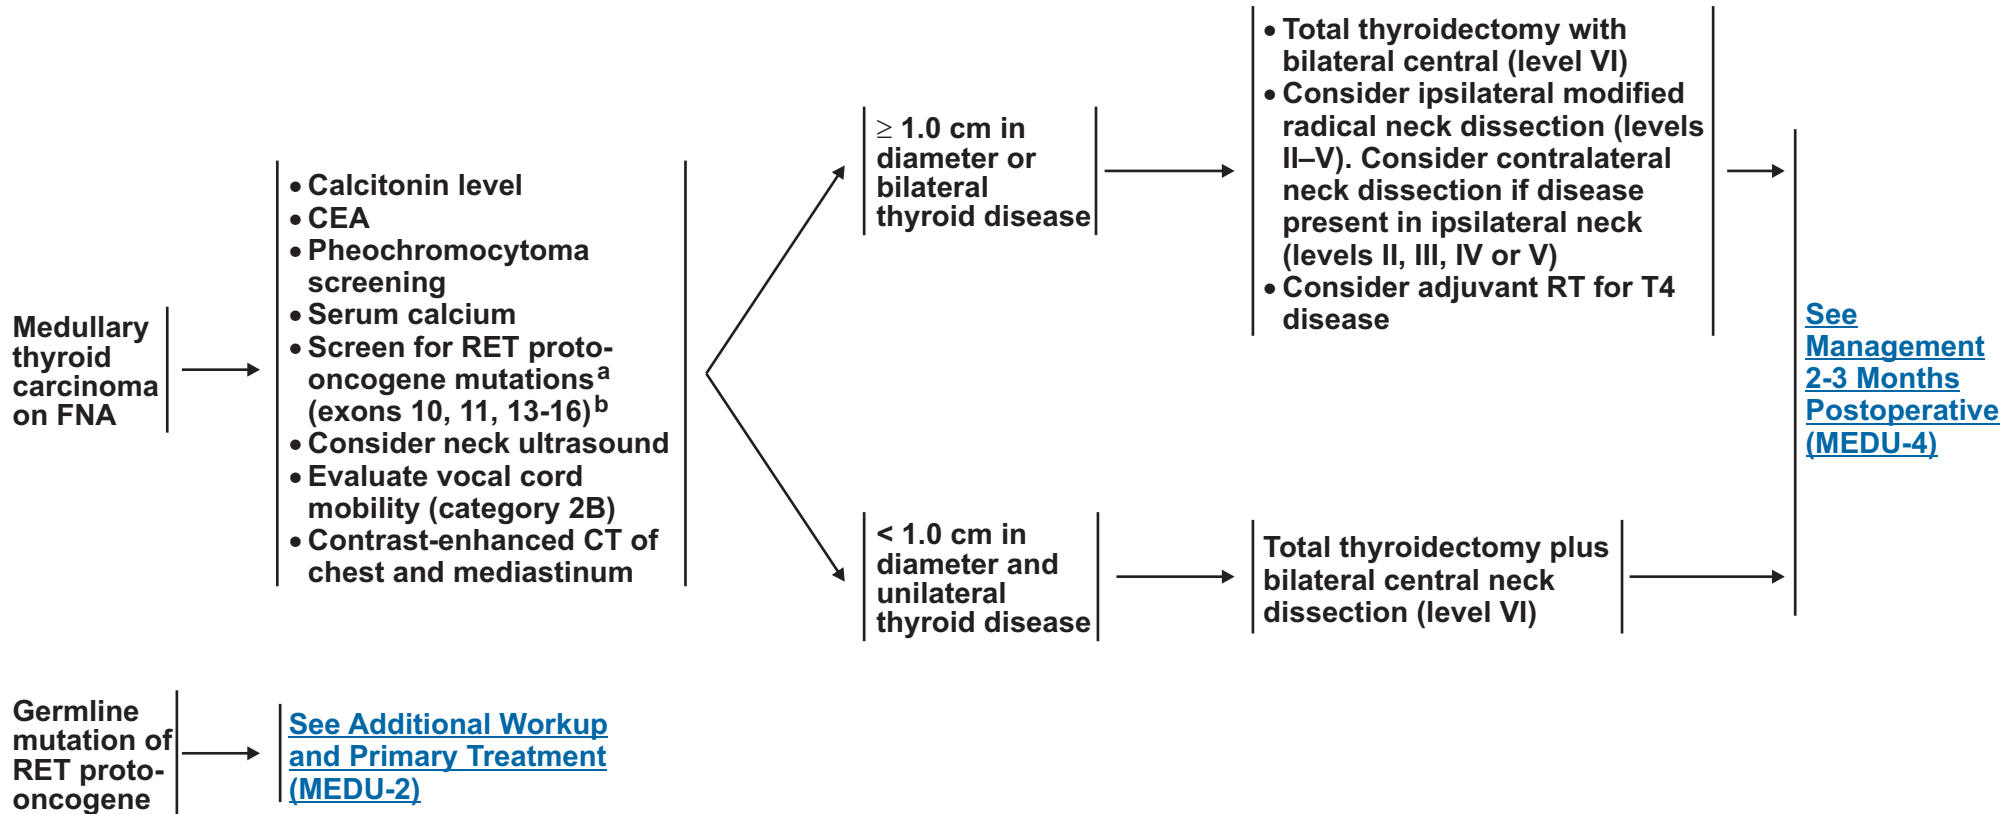 Medullary
thyroid
carcinoma
on FNA
• Calcitonin level
• CEA
• Pheochromocytoma
screening
• Serum calcium
• Screen for RET proto-
oncogene mutations a
(exons 10, 11, 13-16) b
• Consider neck ultrasound
• Evaluate vocal cord
mobility (category 2B)
• Contrast-enhanced CT of
chest and mediastinum
≥ 1.0 cm in
diameter or
bilateral
thyroid disease
• Total thyroidectomy with
bilateral central (level VI)
• Consider ipsilateral modified
radical neck dissection (levels
II–V). Consider contralateral
neck dissection if disease
present in ipsilateral neck
(levels II, III, IV or V)
• Consider adjuvant RT for T4
disease
< 1.0 cm in
diameter and
unilateral
thyroid disease
Total thyroidectomy plus
bilateral central neck
dissection (level VI)
See
Management
2-3 Months
Postoperative
(MEDU-4)
Germline
mutation of
RET proto-
oncogene
See Additional Workup
and Primary Treatment
(MEDU-2)